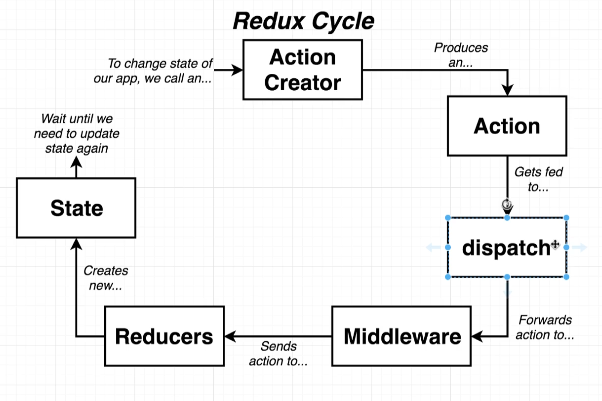 Redux Cycle
To change state of
our app, we call an...
Action
Creator
Produces
an...
Action
Gets fed
to...
dispatch
Forwards
action to...
Middleware
Sends
action to...
Reducers
Creates
new...
State
Wait until we
need to update
state again